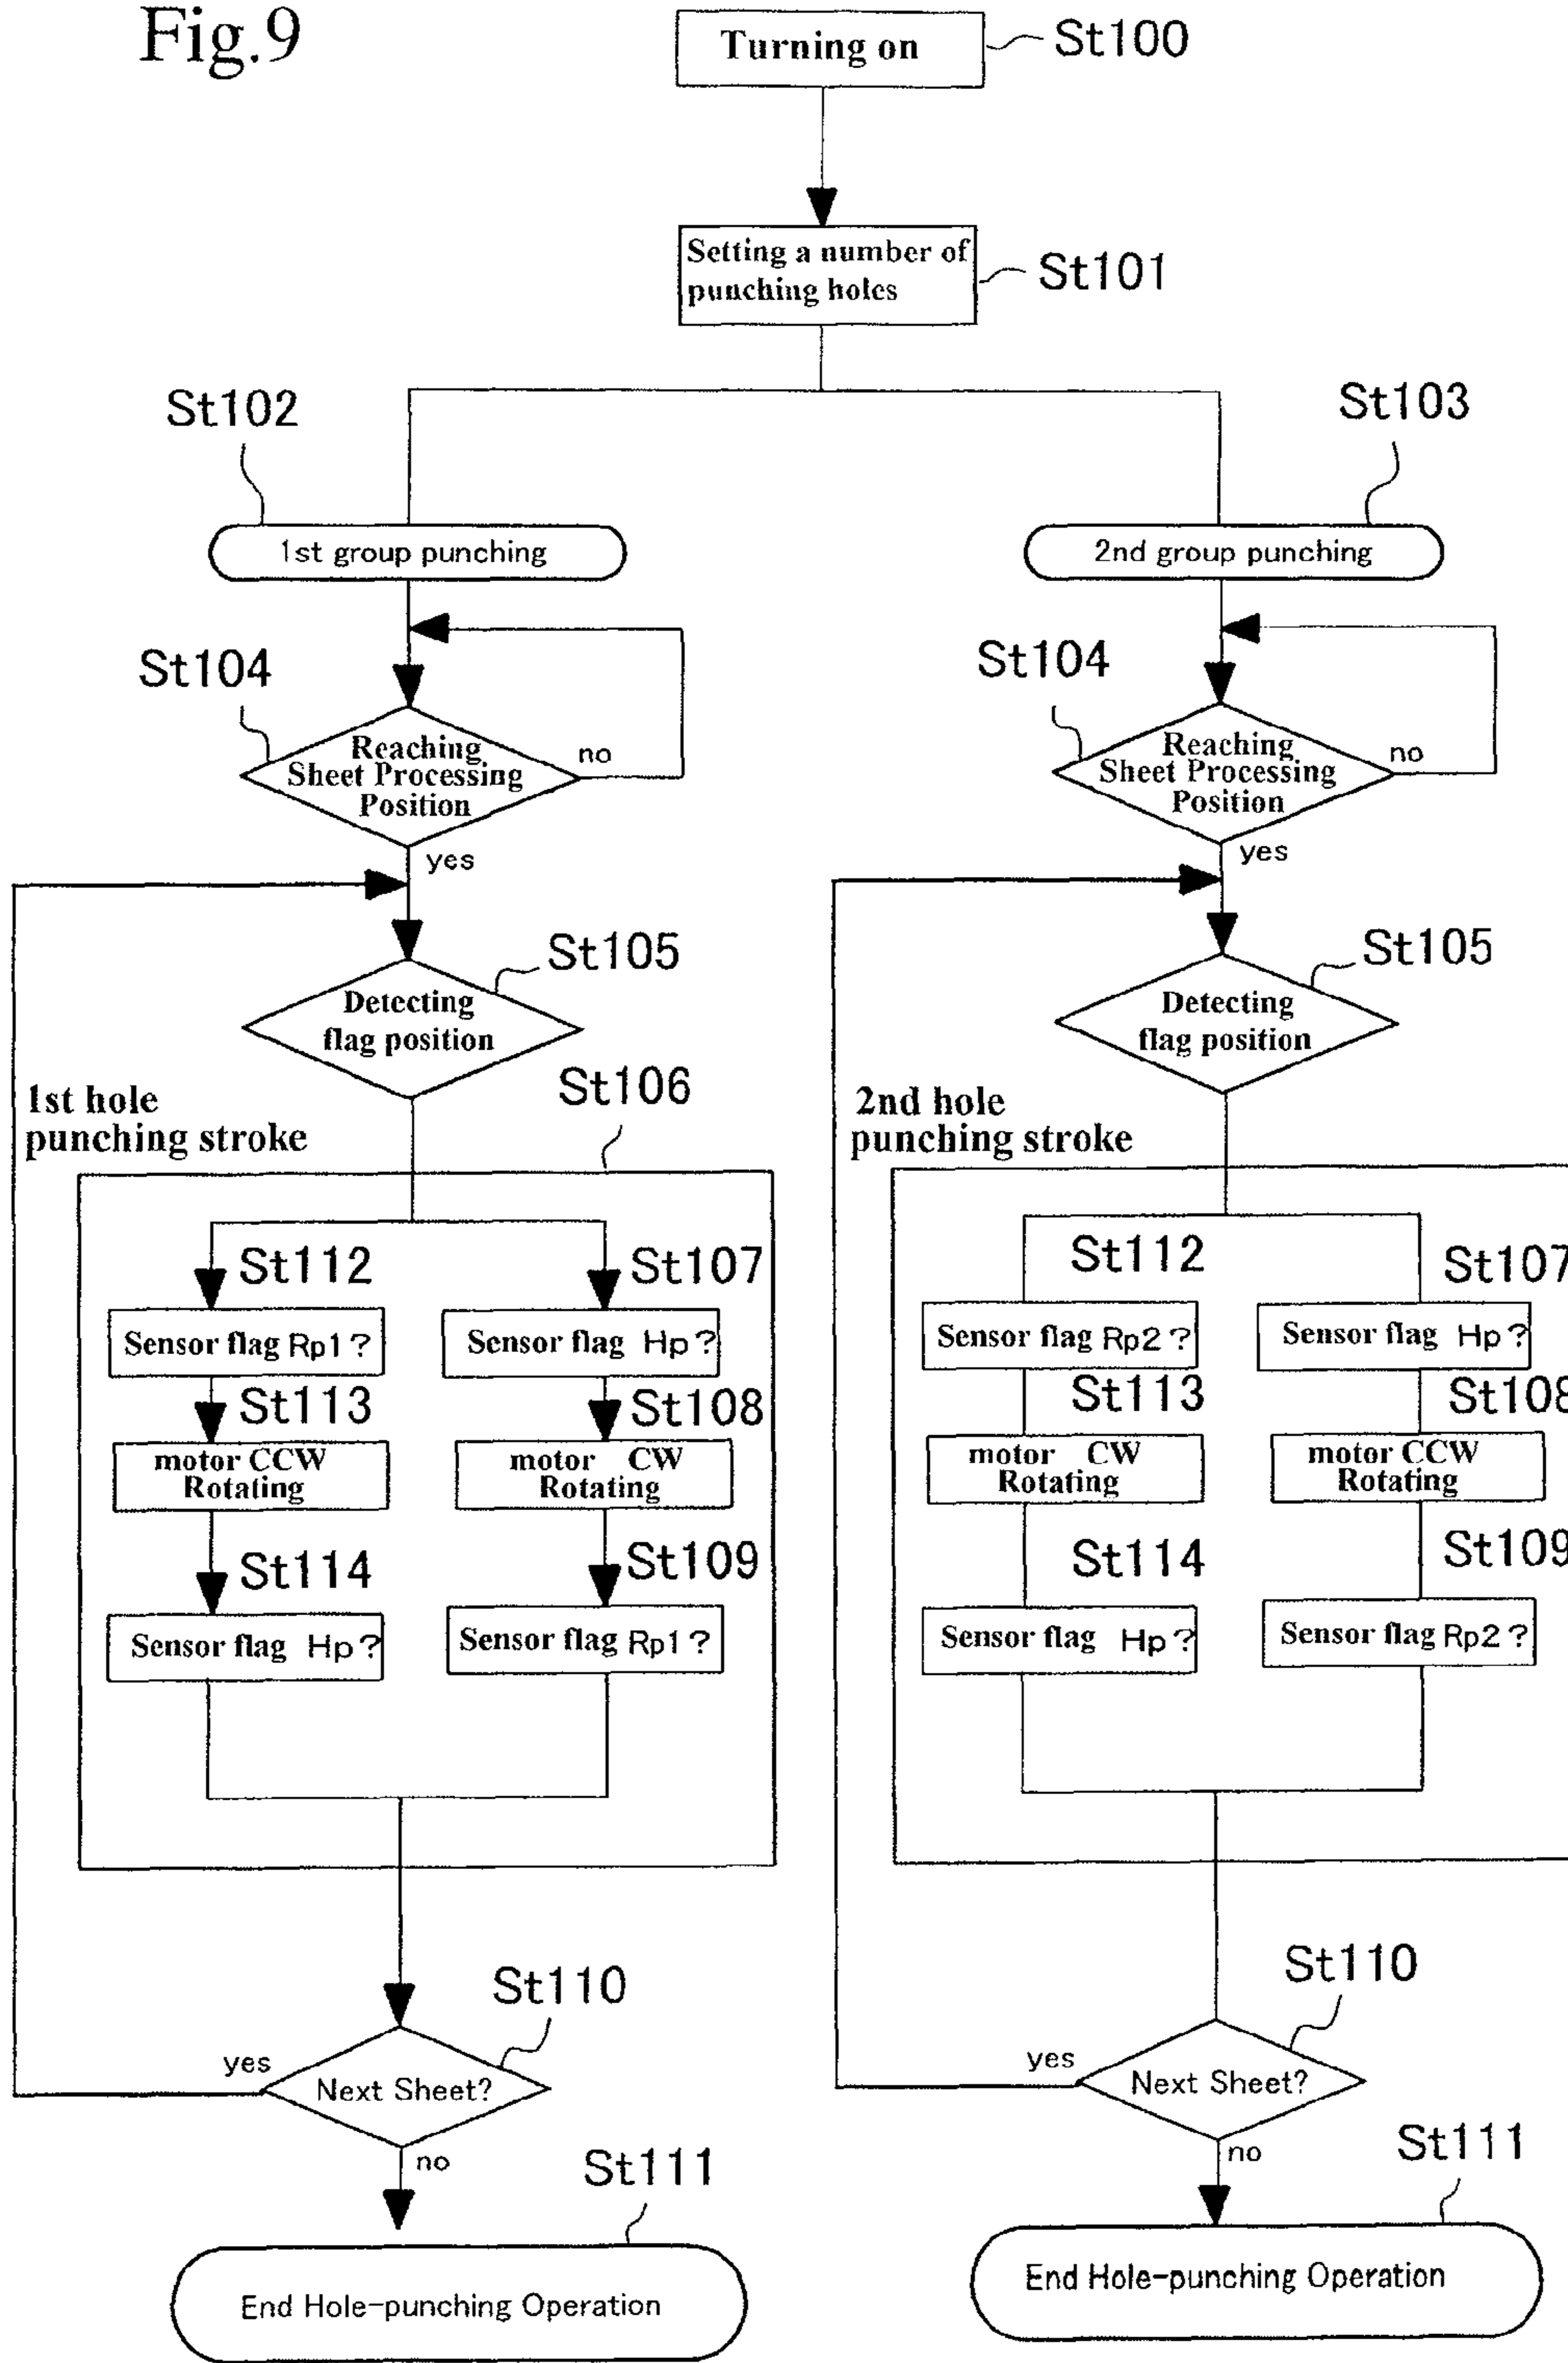 Fig.9
Turning on
St100
Setting a number of
punching holes
St101
St102
1st group punching
St104
Reaching
Sheet Processing
Position
no
yes
St105
Detecting
flag position
1st hole
punching stroke
St106
St112
Sensor flag Rp1?
St113
motor CCW
Rotating
St114
Sensor flag Hp?
St107
Sensor flag Hp?
St108
motor CW
Rotating
St109
Sensor flag Rp1?
St110
yes
Next Sheet?
no
St111
End Hole-punching Operation
St103
2nd group punching
St104
Reaching
Sheet Processing
Position
no
yes
St105
Detecting
flag position
2nd hole
punching stroke
St112
Sensor flag Rp2?
St113
motor CW
Rotating
St114
Sensor flag Hp?
St107
Sensor flag Hp?
St108
motor CCW
Rotating
St109
Sensor flag Rp2?
St110
yes
Next Sheet?
no
St111
End Hole-punching Operation